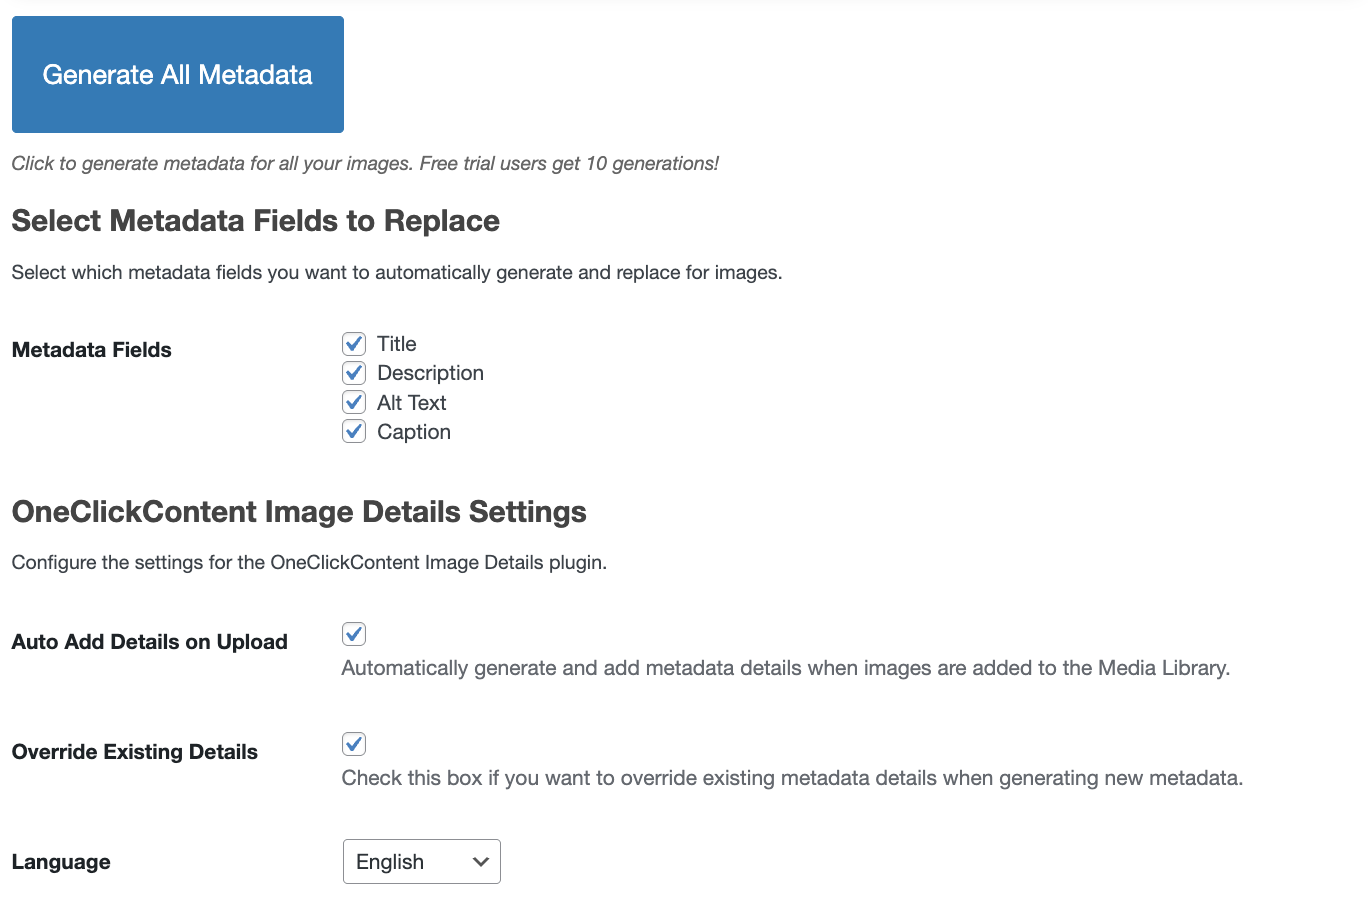 Generate All Metadata
Click to generate metadata for all your images. Free trial users get 10 generations!
Select Metadata Fields to Replace
Select which metadata fields you want to automatically generate and replace for images.
Metadata Fields
Title
Description
Alt Text
Caption
OneClickContent Image Details Settings
Configure the settings for the OneClickContent Image Details plugin.
Auto Add Details on Upload
Automatically generate and add metadata details when images are added to the Media Library.
Override Existing Details
Check this box if you want to override existing metadata details when generating new metadata.
Language
English